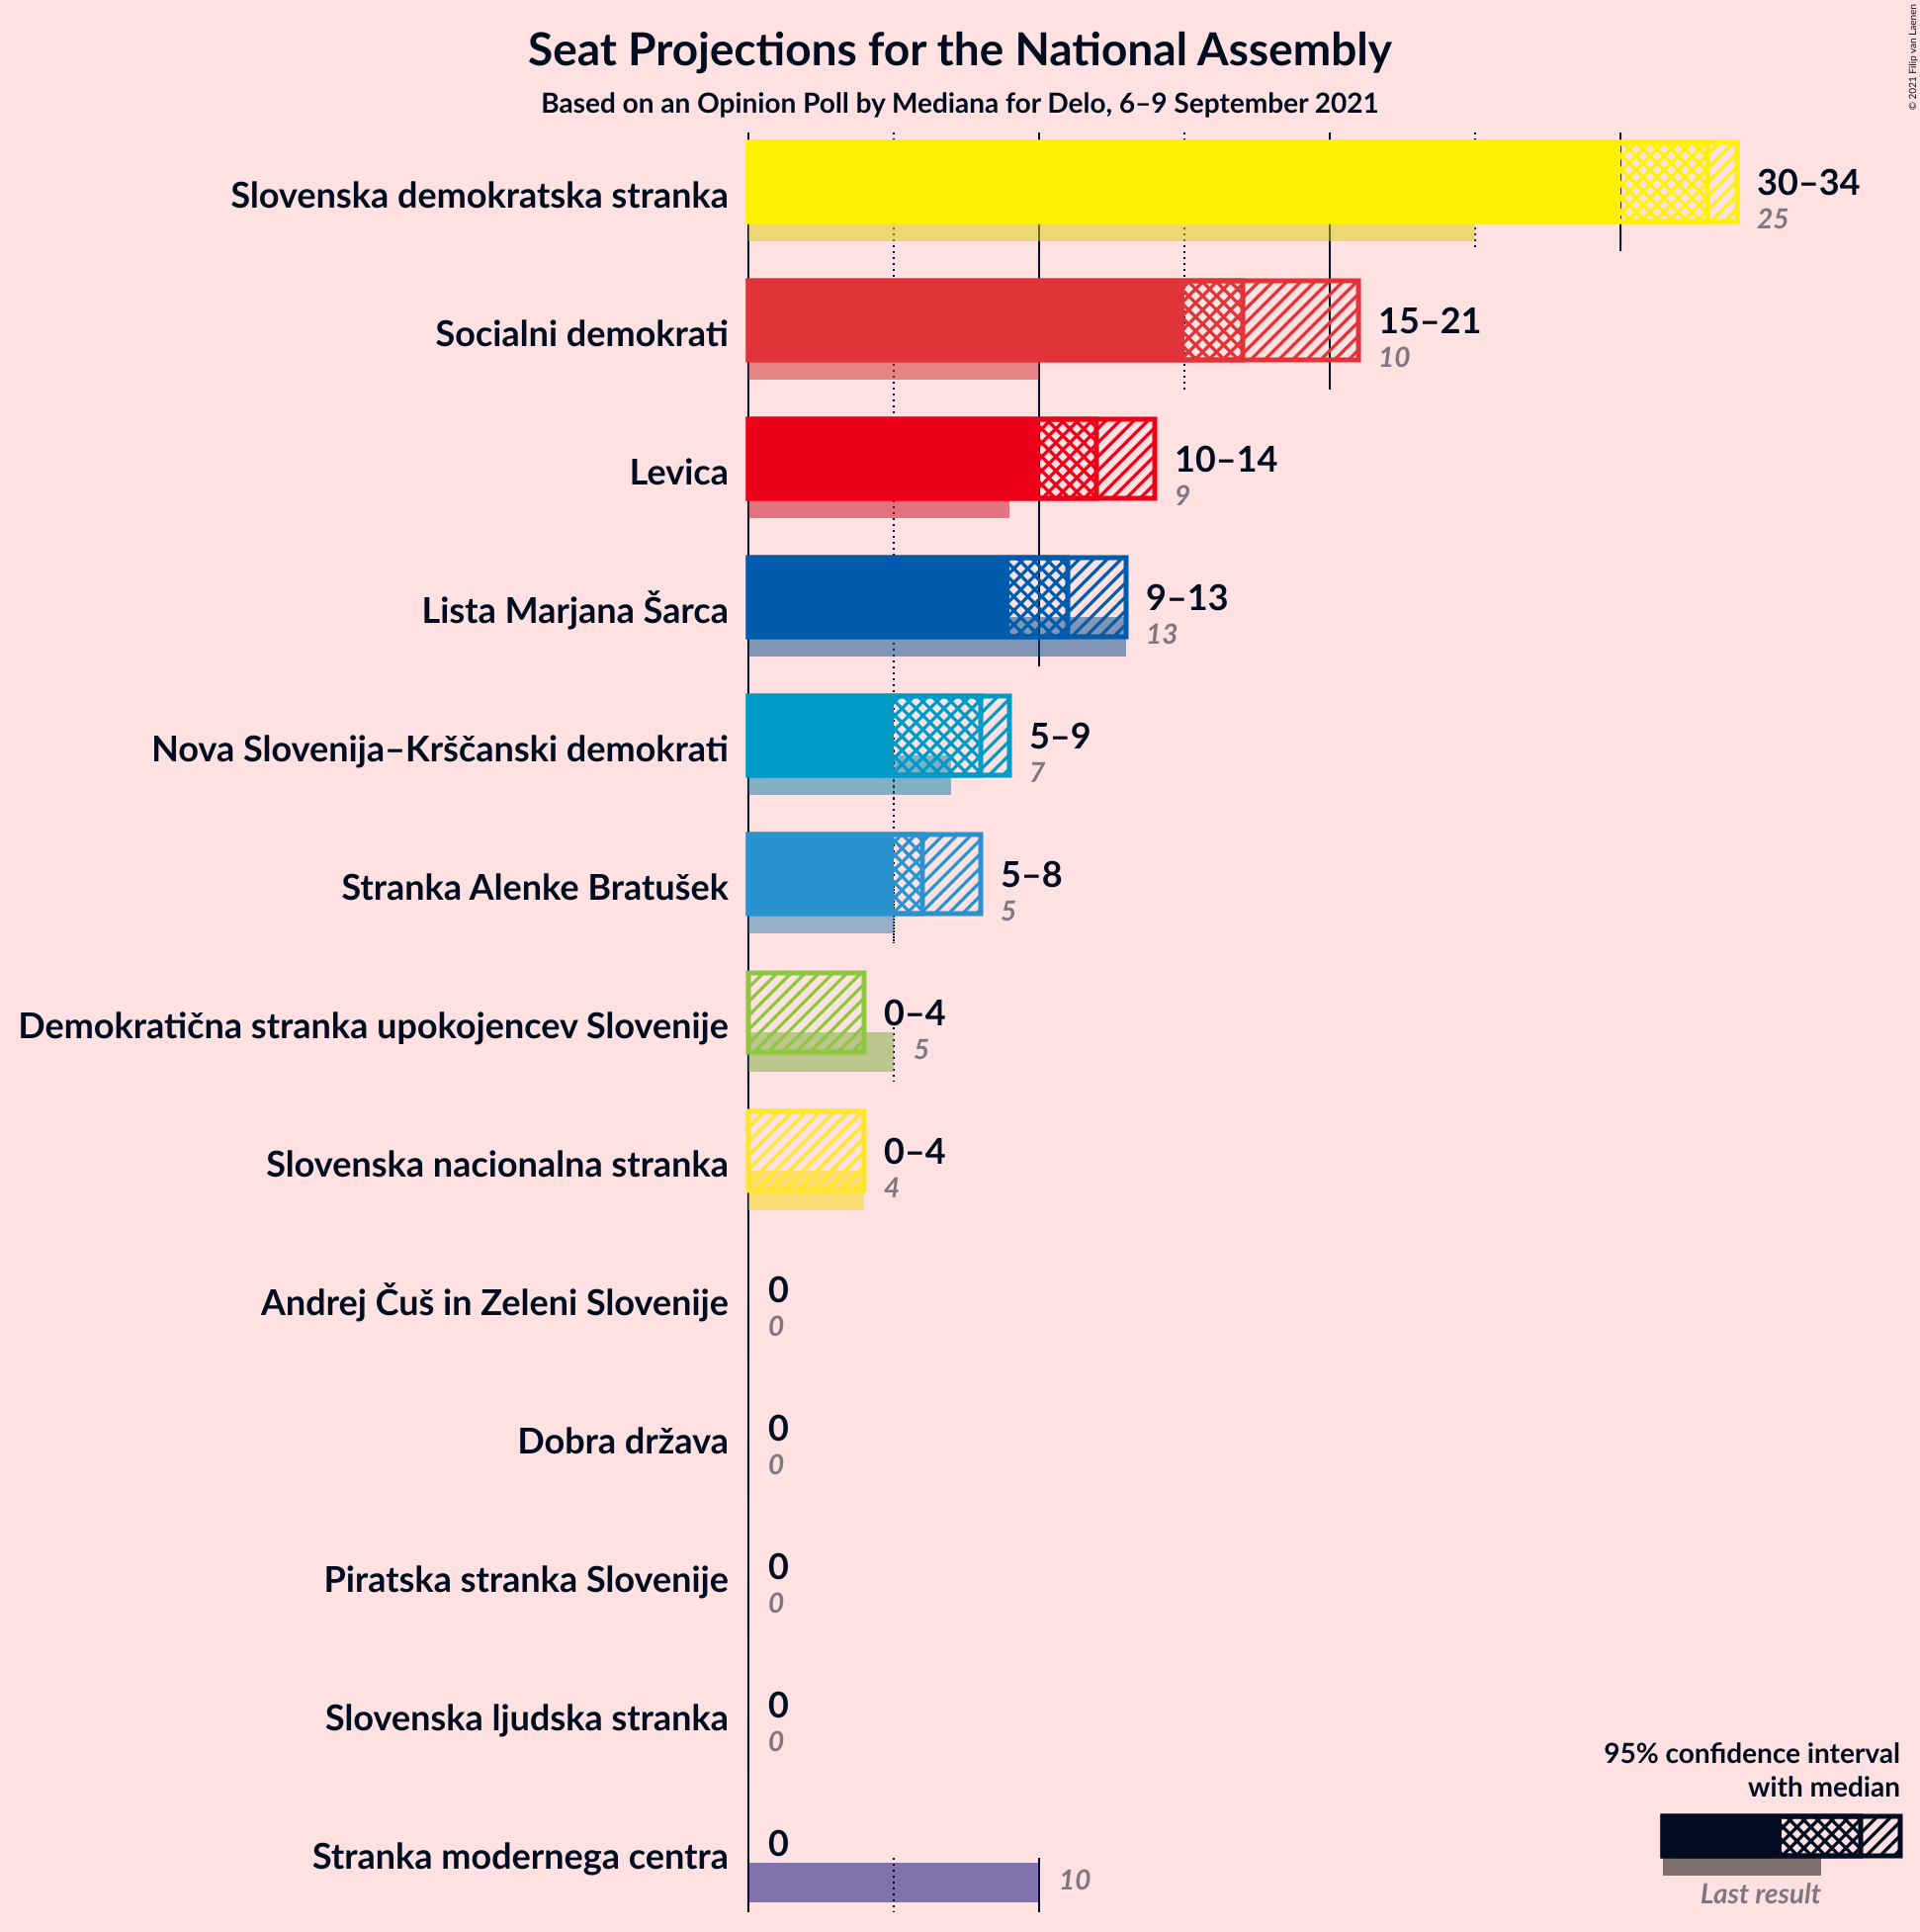 Seat Projections for the National Assembly
Based on an Opinion Poll by Mediana for Delo, 6–9 September 2021
© 2021 Filip van Laenen
Slovenska demokratska stranka
30–34
25
Socialni demokrati
15–21
10
Levica
10–14
9
Lista Marjana Šarca
9–13
13
Nova Slovenija–Krščanski demokrati
5–9
7
Stranka Alenke Bratušek
5–8
5
Demokratična stranka upokojencev Slovenije
0–4
5
Slovenska nacionalna stranka
0–4
4
Andrej Čuš in Zeleni Slovenije
0
0
Dobra država
0
0
Piratska stranka Slovenije
0
0
Slovenska ljudska stranka
0
0
Stranka modernega centra
0
10
95% confidence interval
with median
Last result